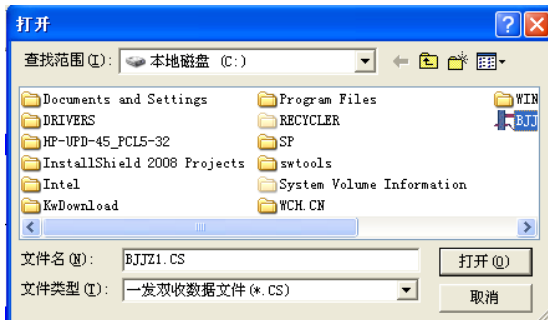 打开
查找范围(I): 本地磁盘 (C:)
Documents and Settings Program Files WIN
DRIVERS RECYCLER BJJ
HP-UPD-45_PCL5-32 SP
InstallShield 2008 Projects swtools
Intel System Volume Information
KwDownload WCH.CN
文件名(N): BJJZ1.CS 打开(O)
文件类型(T): 一发双收数据文件(*.CS) 取消